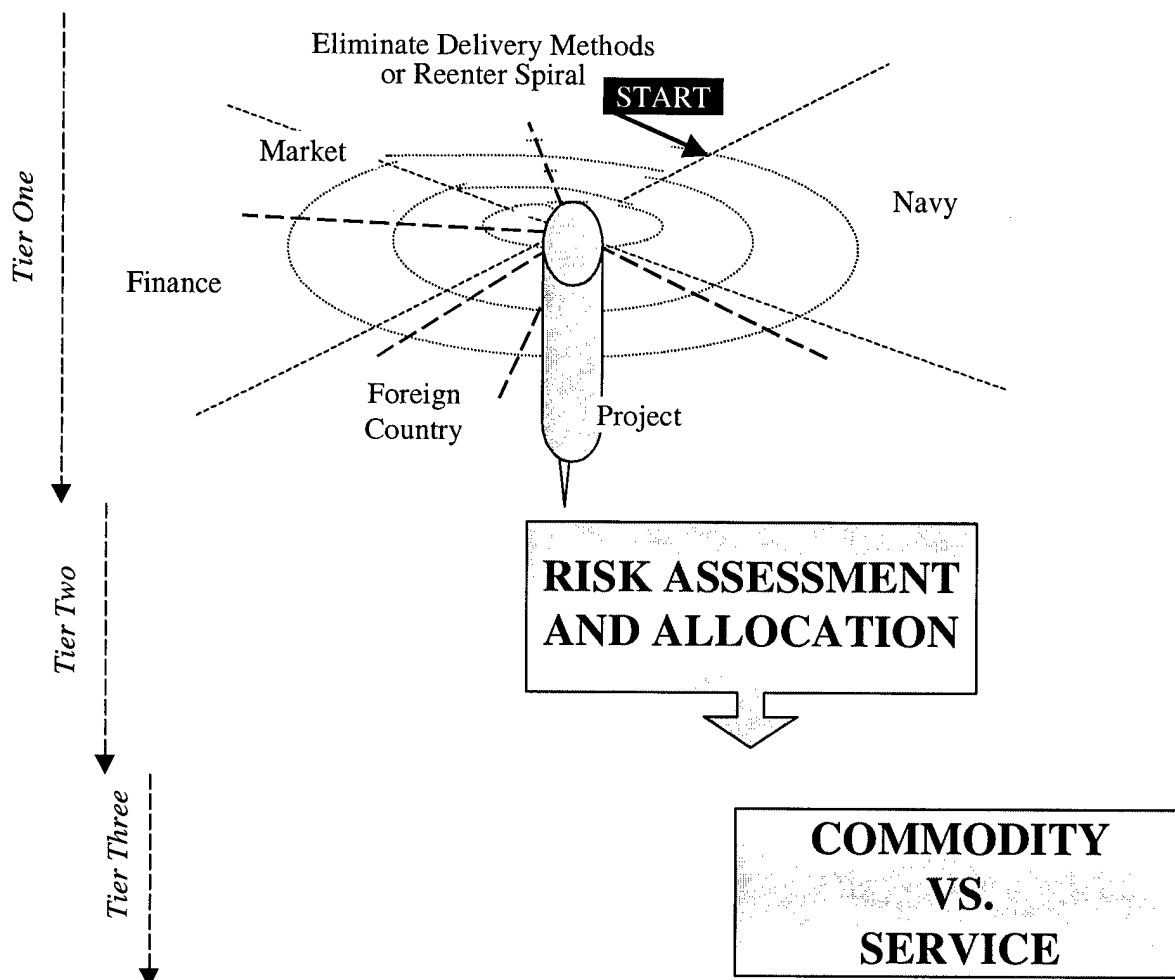 Eliminate Delivery Methods
or Reenter Spiral
START
Market
Navy
Tier One
Finance
Foreign
Country
Project
RISK ASSESSMENT
AND ALLOCATION
Tier Two
Tier Three
COMMODITY
VS.
SERVICE